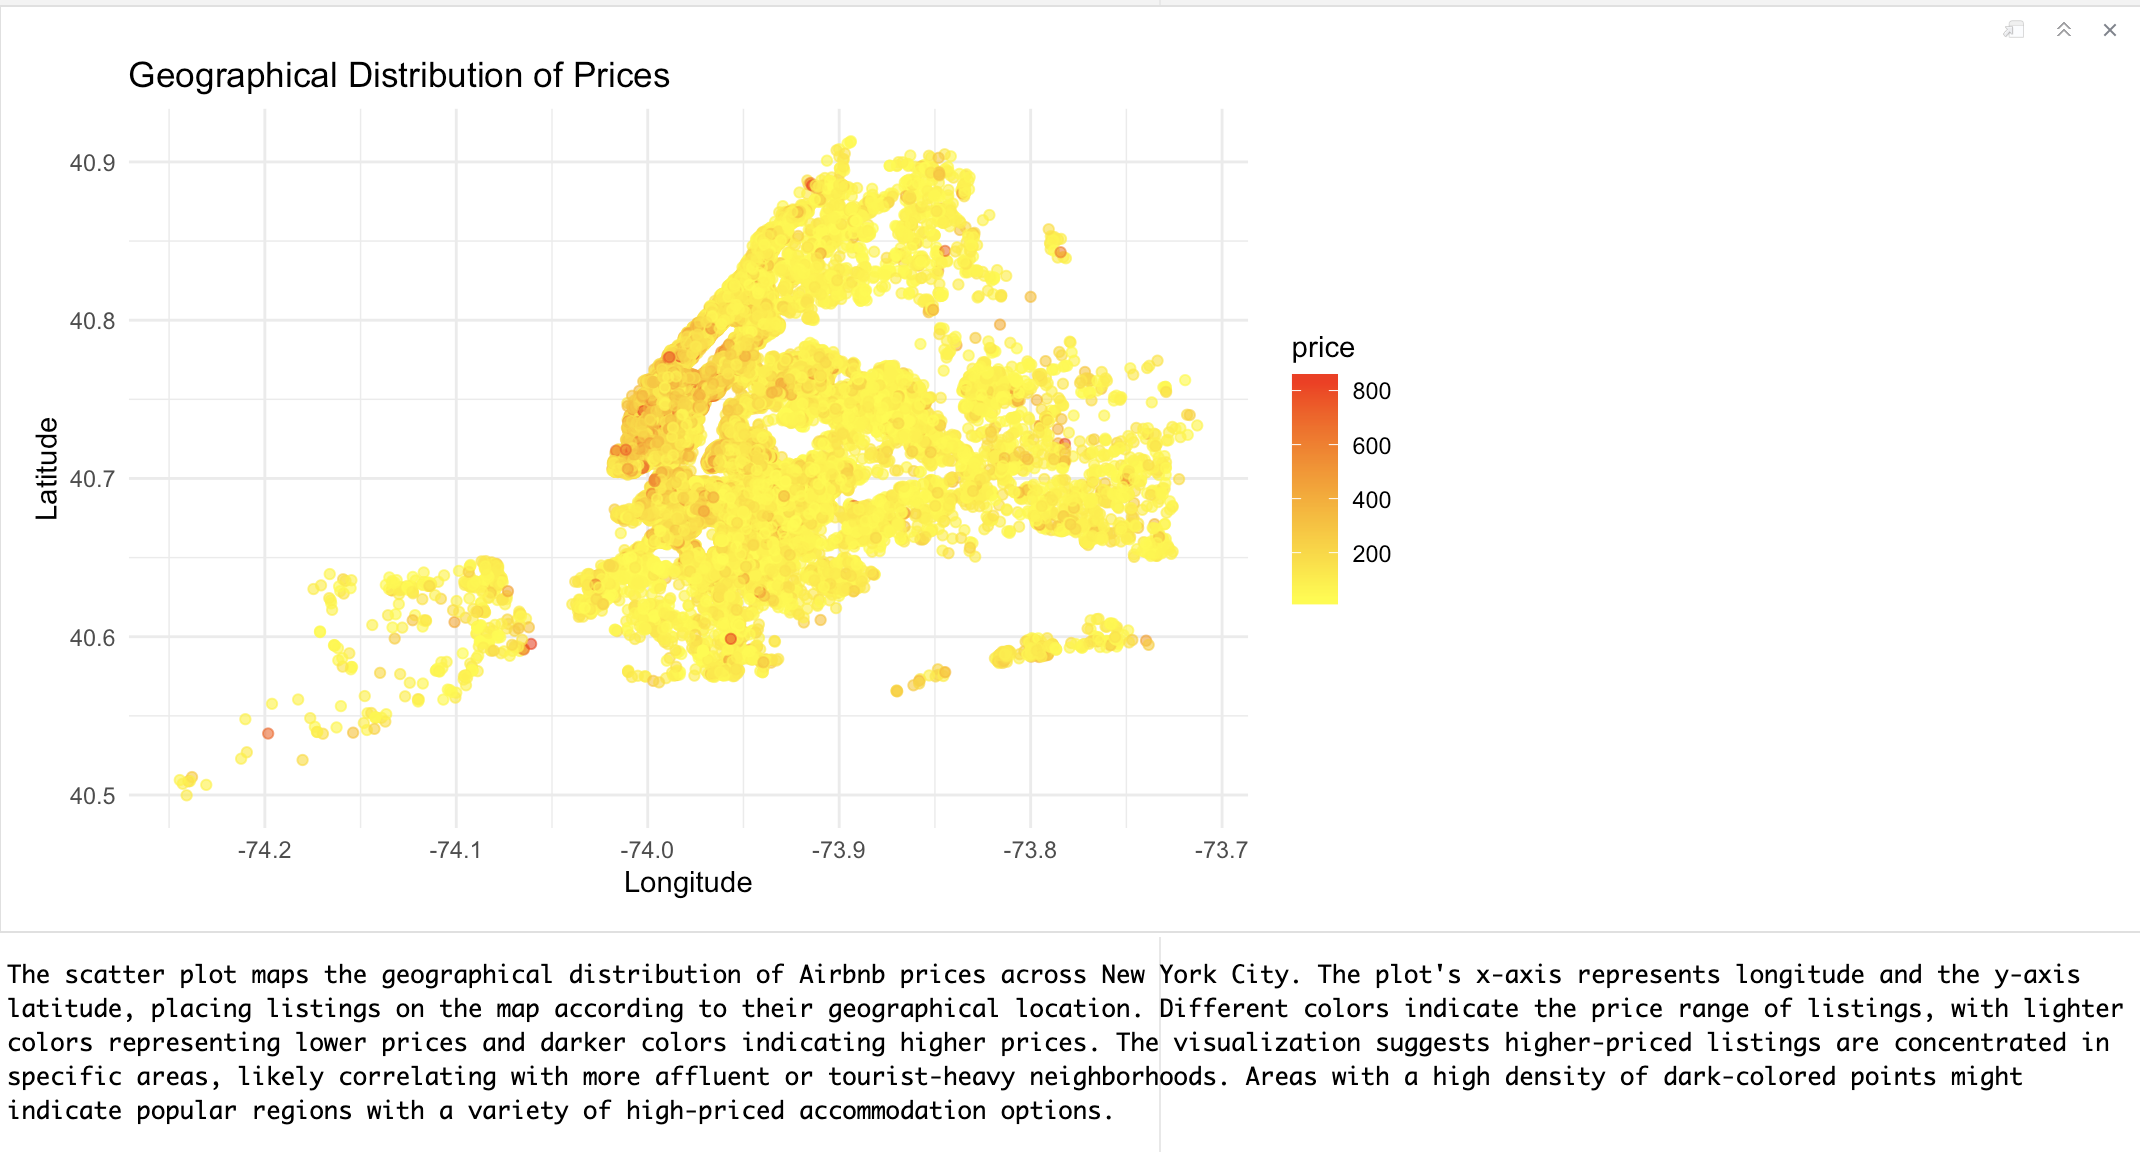 Geographical Distribution of Prices
40.9
40.8
40.7
40.6
40.5
Latitude
-74.2 -74.1 -74.0 -73.9 -73.8 -73.7
Longitude
price
800
600
400
200
The scatter plot maps the geographical distribution of Airbnb prices across New York City. The plot's x-axis represents longitude and the y-axis
latitude, placing listings on the map according to their geographical location. Different colors indicate the price range of listings, with lighter
colors representing lower prices and darker colors indicating higher prices. The visualization suggests higher-priced listings are concentrated in
specific areas, likely correlating with more affluent or tourist-heavy neighborhoods. Areas with a high density of dark-colored points might
indicate popular regions with a variety of high-priced accommodation options.